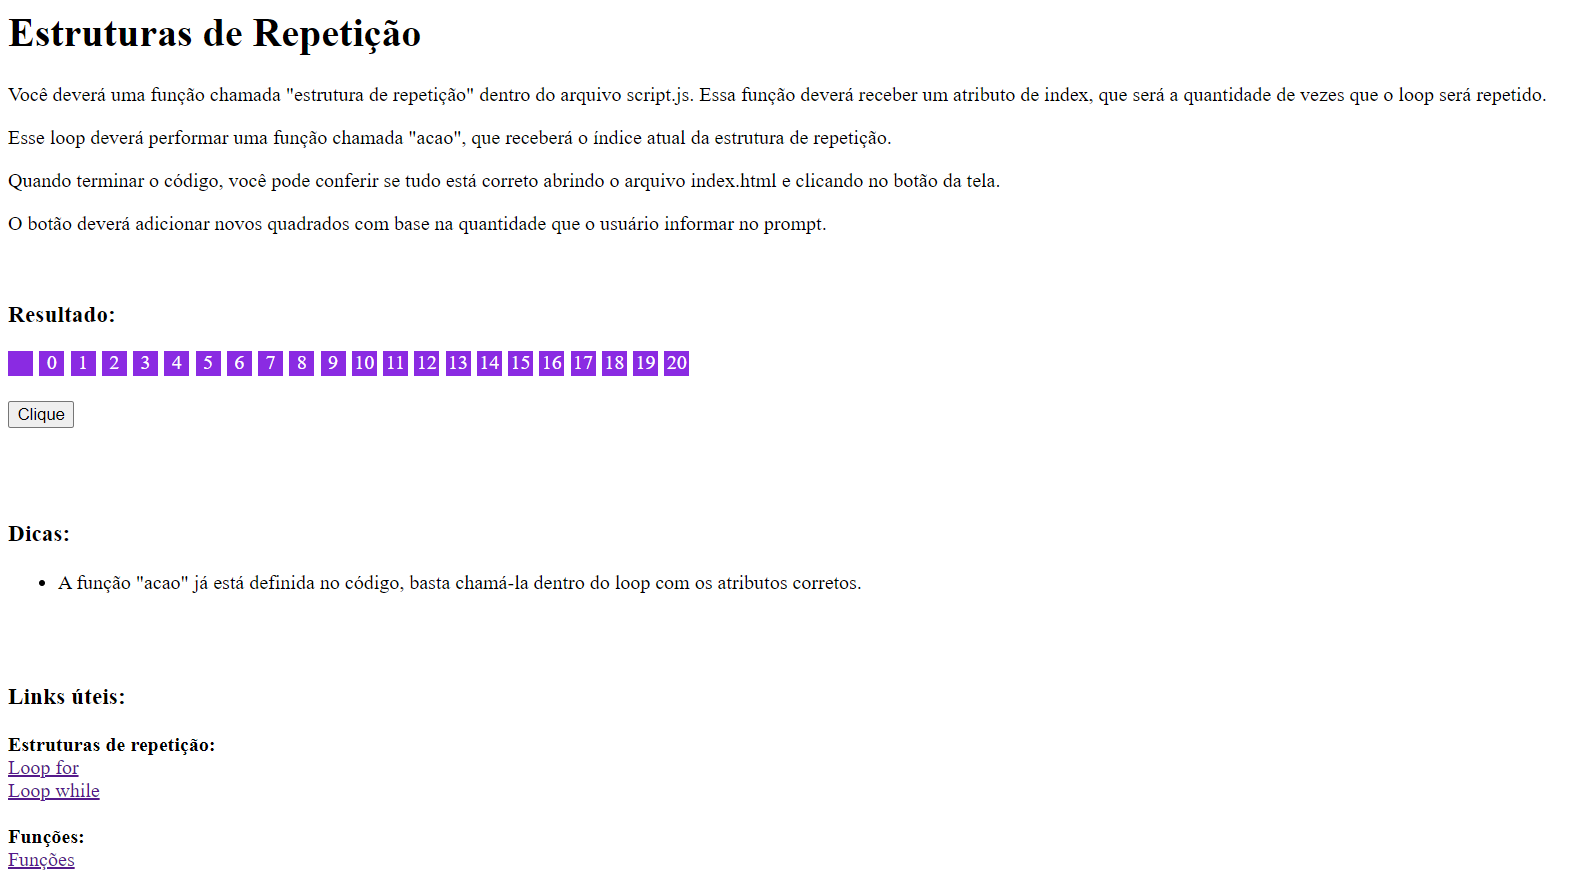 Estruturas de Repetição
Você deverá uma função chamada "estrutura de repetição" dentro do arquivo script.js. Essa função deverá receber um atributo de index, que será a quantidade de vezes que o loop será repetido.
Esse loop deverá performar uma função chamada "acao", que receberá o índice atual da estrutura de repetição.
Quando terminar o código, você pode conferir se tudo está correto abrindo o arquivo index.html e clicando no botão da tela.
O botão deverá adicionar novos quadrados com base na quantidade que o usuário informar no prompt.
Resultado:
0 1 2 3 4 5 6 7 8 9 10 11 12 13 14 15 16 17 18 19 20
Clique
Dicas:
• A função "acao" já está definida no código, basta chamá-la dentro do loop com os atributos corretos.
Links úteis:
Estruturas de repetição:
Loop for
Loop while
Funções:
Funções